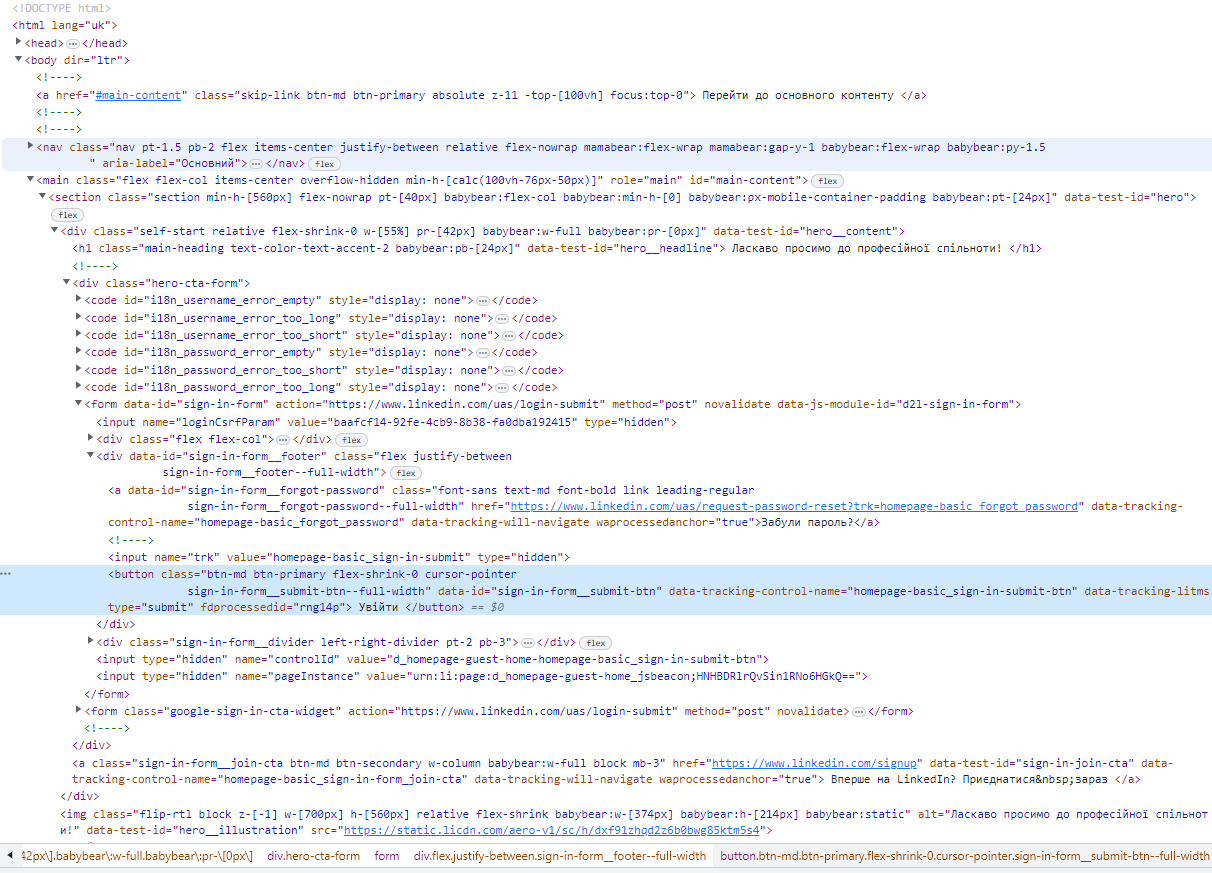 <!DOCTYPE html>
<html lang="uk">
<head> ⋯ </head>
<body dir="ltr">
<!---->
<a href="#main-content" class="skip-link btn-md btn-primary absolute z-11 -top-[100vh] focus:top-0"> Перейти до основного контенту </a>
<!---->
<!---->
<nav class="nav pt-1.5 pb-2 flex items-center justify-between relative flex-nowrap mamabear:flex-wrap mamabear:gap-y-1 babybear:flex-wrap babybear:py-1.5
" aria-label="Основний"> ⋯ </nav> flex
<main class="flex flex-col items-center overflow-hidden min-h-[calc(100vh-76px-50px)]" role="main" id="main-content"> flex
<section class="section min-h-[560px] flex-nowrap pt-[40px] babybear:flex-col babybear:min-h-[0] babybear:px-mobile-container-padding babybear:pt-[24px]" data-test-id="hero">
flex
<div class="self-start relative flex-shrink-0 w-[55%] pr-[42px] babybear:w-full babybear:pr-[0px]" data-test-id="hero__content">
<h1 class="main-heading text-color-text-accent-2 babybear:pb-[24px]" data-test-id="hero__headline"> Ласкаво просимо до професійної спільноти! </h1>
<!---->
<div class="hero-cta-form">
<code id="i18n_username_error_empty" style="display: none"> ⋯ </code>
<code id="i18n_username_error_too_long" style="display: none"> ⋯ </code>
<code id="i18n_username_error_too_short" style="display: none"> ⋯ </code>
<code id="i18n_password_error_empty" style="display: none"> ⋯ </code>
<code id="i18n_password_error_too_short" style="display: none"> ⋯ </code>
<code id="i18n_password_error_too_long" style="display: none"> ⋯ </code>
<form data-id="sign-in-form" action="https://www.linkedin.com/uas/login-submit" method="post" novalidate data-js-module-id="d2l-sign-in-form">
<input name="loginCsrfParam" value="baafcf14-92fe-4cb9-8b38-fa0dba192415" type="hidden">
<div class="flex flex-col"> ⋯ </div> flex
<div data-id="sign-in-form__footer" class="flex justify-between
sign-in-form__footer--full-width"> flex
<a data-id="sign-in-form__forgot-password" class="font-sans text-md font-bold link leading-regular
sign-in-form__forgot-password--full-width" href="https://www.linkedin.com/uas/request-password-reset?trk=homepage-basic_forgot_password" data-tracking-
control-name="homepage-basic_forgot_password" data-tracking-will-navigate waprocessedanchor="true">Забули пароль?</a>
<!---->
<input name="trk" value="homepage-basic_sign-in-submit" type="hidden">
<button class="btn-md btn-primary flex-shrink-0 cursor-pointer
sign-in-form__submit-btn--full-width" data-id="sign-in-form__submit-btn" data-tracking-control-name="homepage-basic_sign-in-submit-btn" data-tracking-litms
type="submit" fdprocessedid="rng14p"> Увійти </button> == $0
</div>
<div class="sign-in-form__divider left-right-divider pt-2 pb-3"> ⋯ </div> flex
<input type="hidden" name="controlId" value="d_homepage-guest-home-homepage-basic_sign-in-submit-btn">
<input type="hidden" name="pageInstance" value="urn:li:page:d_homepage-guest-home_jsbeacon;HNHBDRlrQvSin1RNo6HGkQ==">
</form>
<form class="google-sign-in-cta-widget" action="https://www.linkedin.com/uas/login-submit" method="post" novalidate> ⋯ </form>
<!---->
</div>
<a class="sign-in-form__join-cta btn-md btn-secondary w-column babybear:w-full block mb-3" href="https://www.linkedin.com/signup" data-test-id="sign-in-join-cta" data-
tracking-control-name="homepage-basic_sign-in-form_join-cta" data-tracking-will-navigate waprocessedanchor="true"> Вперше на LinkedIn? Приєднатися&nbsp;зараз </a>
</div>
<img class="flip-rtl block z-[-1] w-[700px] h-[560px] relative flex-shrink babybear:w-[374px] babybear:h-[214px] babybear:static" alt="Ласкаво просимо до професійної спільнот
и!" data-test-id="hero__illustration" src="https://static.licdn.com/aero-v1/sc/h/dxf91zhqd2z6b0bwg85ktm5s4">
42px\].babybear\:w-full.babybear\:pr-\[0px\] div.hero-cta-form form div.flex.justify-between.sign-in-form__footer--full-width button.btn-md.btn-primary.flex-shrink-0.cursor-pointer.sign-in-form__submit-btn--full-width